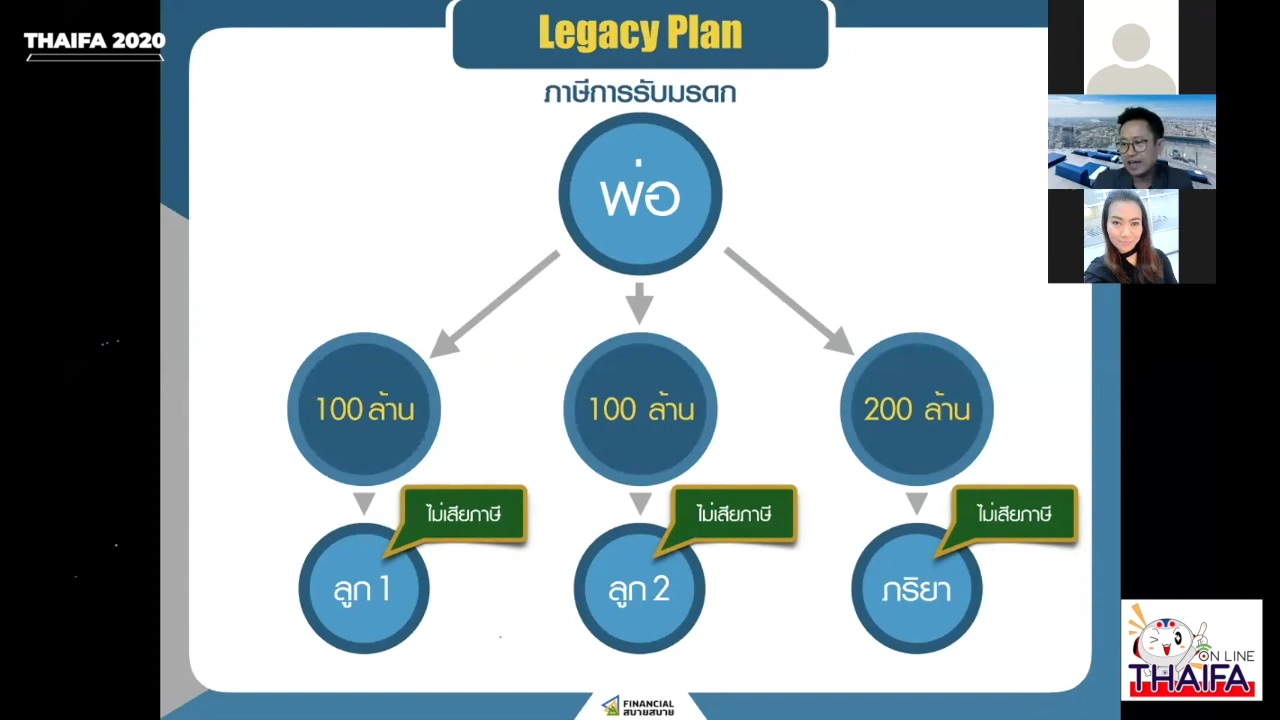 THAIFA 2020
Legacy Plan
ภาษีการรับมรดก
พ่อ
100 ล้าน
100 ล้าน
200 ล้าน
ไม่เสียภาษี
ไม่เสียภาษี
ไม่เสียภาษี
ลูก 1
ลูก 2
ภริยา
FINANCIAL
สบายสบาย
ON LINE
THAIFA